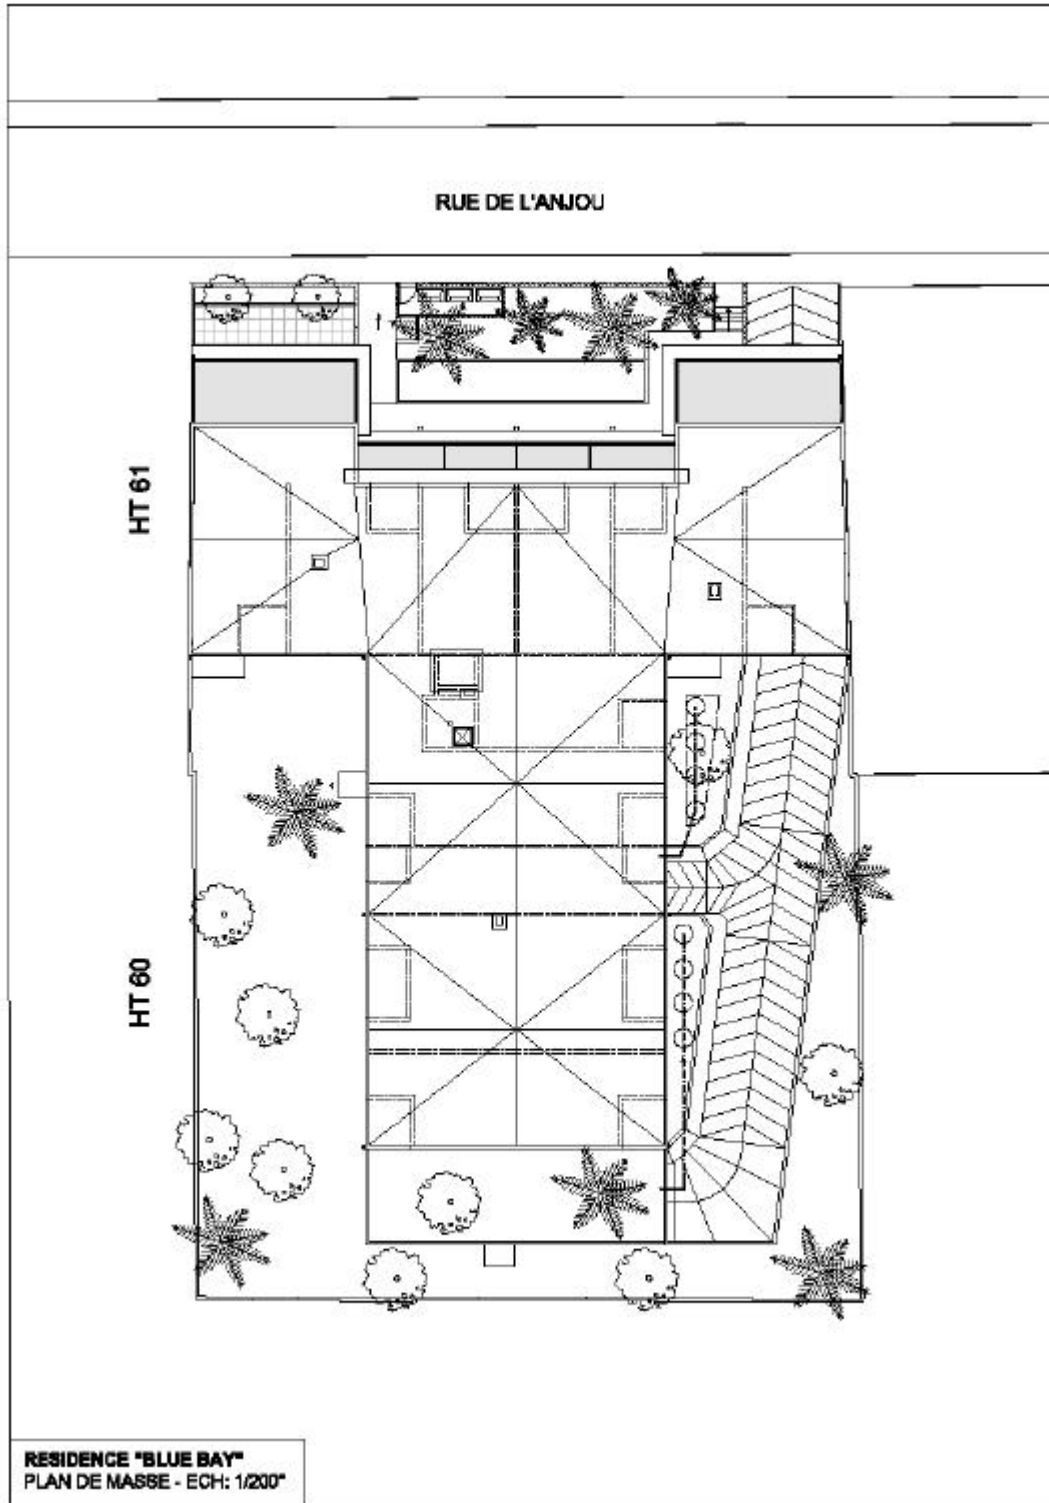 RUE DE L'ANJOU
HT 61
HT 60
RESIDENCE "BLUE BAY"
PLAN DE MASSE - ECH: 1/200°